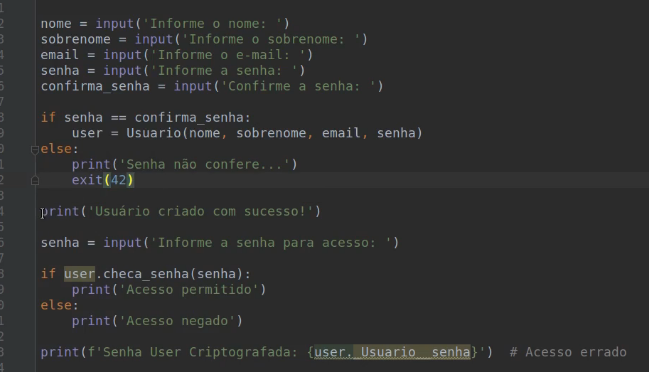 nome = input('Informe o nome: ')
sobrenome = input('Informe o sobrenome: ')
email = input('Informe o e-mail: ')
senha = input('Informe a senha: ')
confirma_senha = input('Confirme a senha: ')
if senha == confirma_senha:
    user = Usuario(nome, sobrenome, email, senha)
else:
    print('Senha não confere...')
    exit(42)
print('Usuário criado com sucesso!')
senha = input('Informe a senha para acesso: ')
if user.checa_senha(senha):
    print('Acesso permitido')
else:
    print('Acesso negado')
print(f'Senha User Criptografada: {user._Usuario__senha}')  # Acesso errado